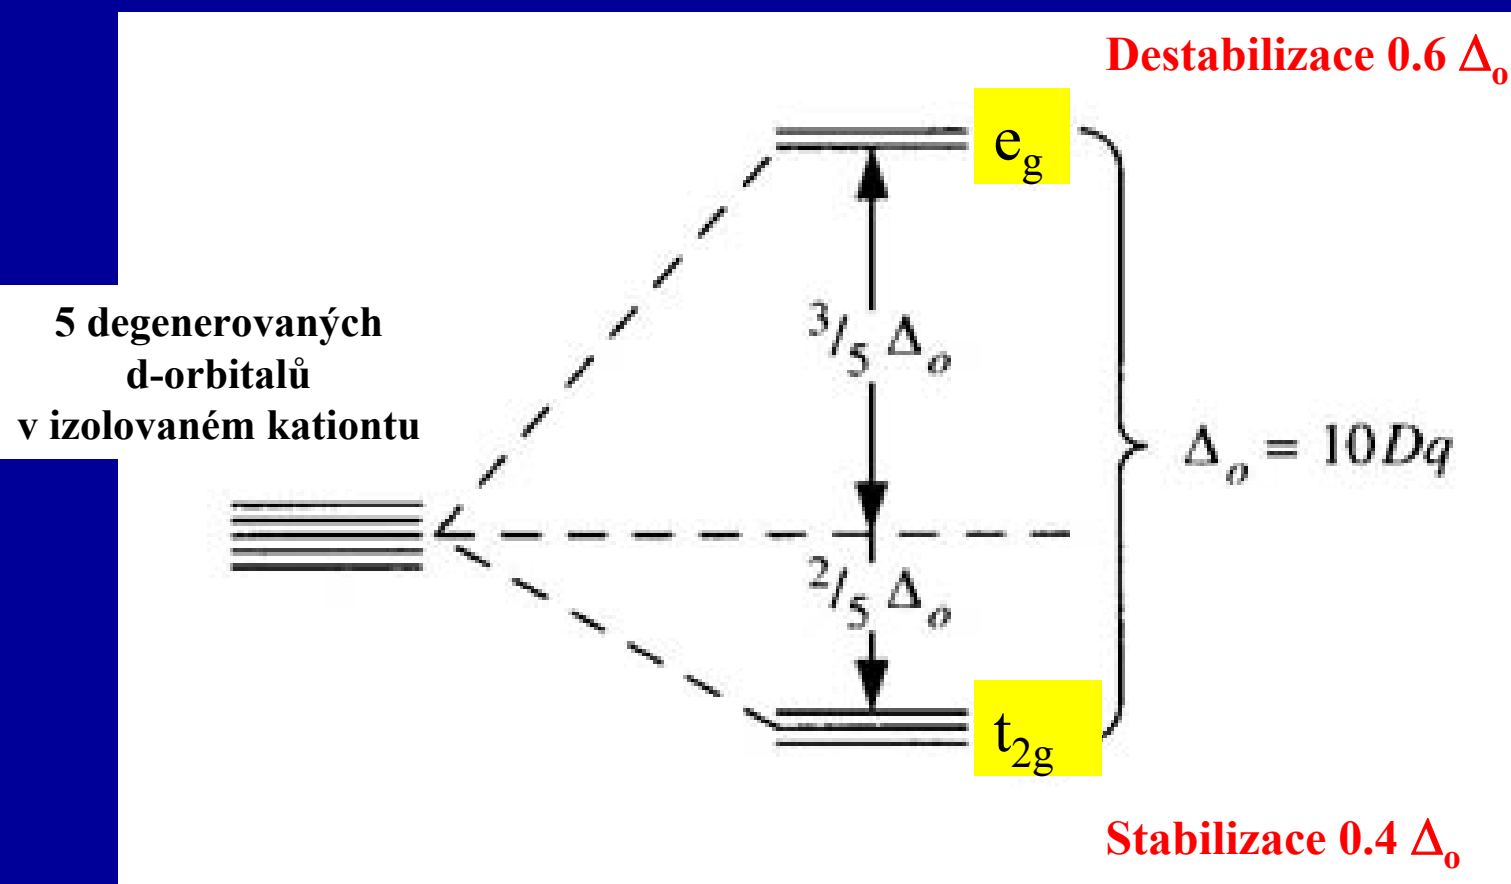 Destabilizace 0.6 Δo
eg
3/5 Δo
5 degenerovaných
d-orbitalů
v izolovaném kationtu
Δo = 10Dq
2/5 Δo
t2g
Stabilizace 0.4 Δo